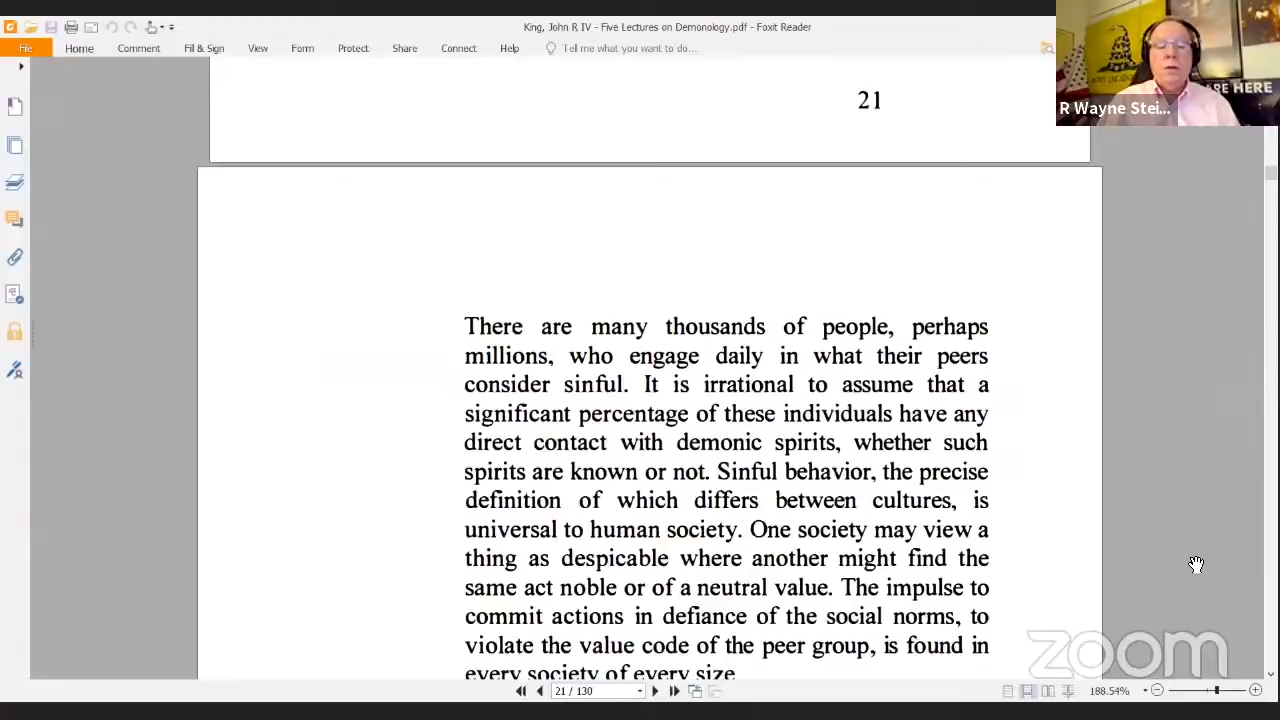 King, John R IV - Five Lectures on Demonology.pdf - Foxit Reader
File Home Comment Fill & Sign View Form Protect Share Connect Help Tell me what you want to do...
21
ARE HERE
R Wayne Stei...
There are many thousands of people, perhaps
millions, who engage daily in what their peers
consider sinful. It is irrational to assume that a
significant percentage of these individuals have any
direct contact with demonic spirits, whether such
spirits are known or not. Sinful behavior, the precise
definition of which differs between cultures, is
universal to human society. One society may view a
thing as despicable where another might find the
same act noble or of a neutral value. The impulse to
commit actions in defiance of the social norms, to
violate the value code of the peer group, is found in
every society of every size.
zoom
21 / 130
188.54%